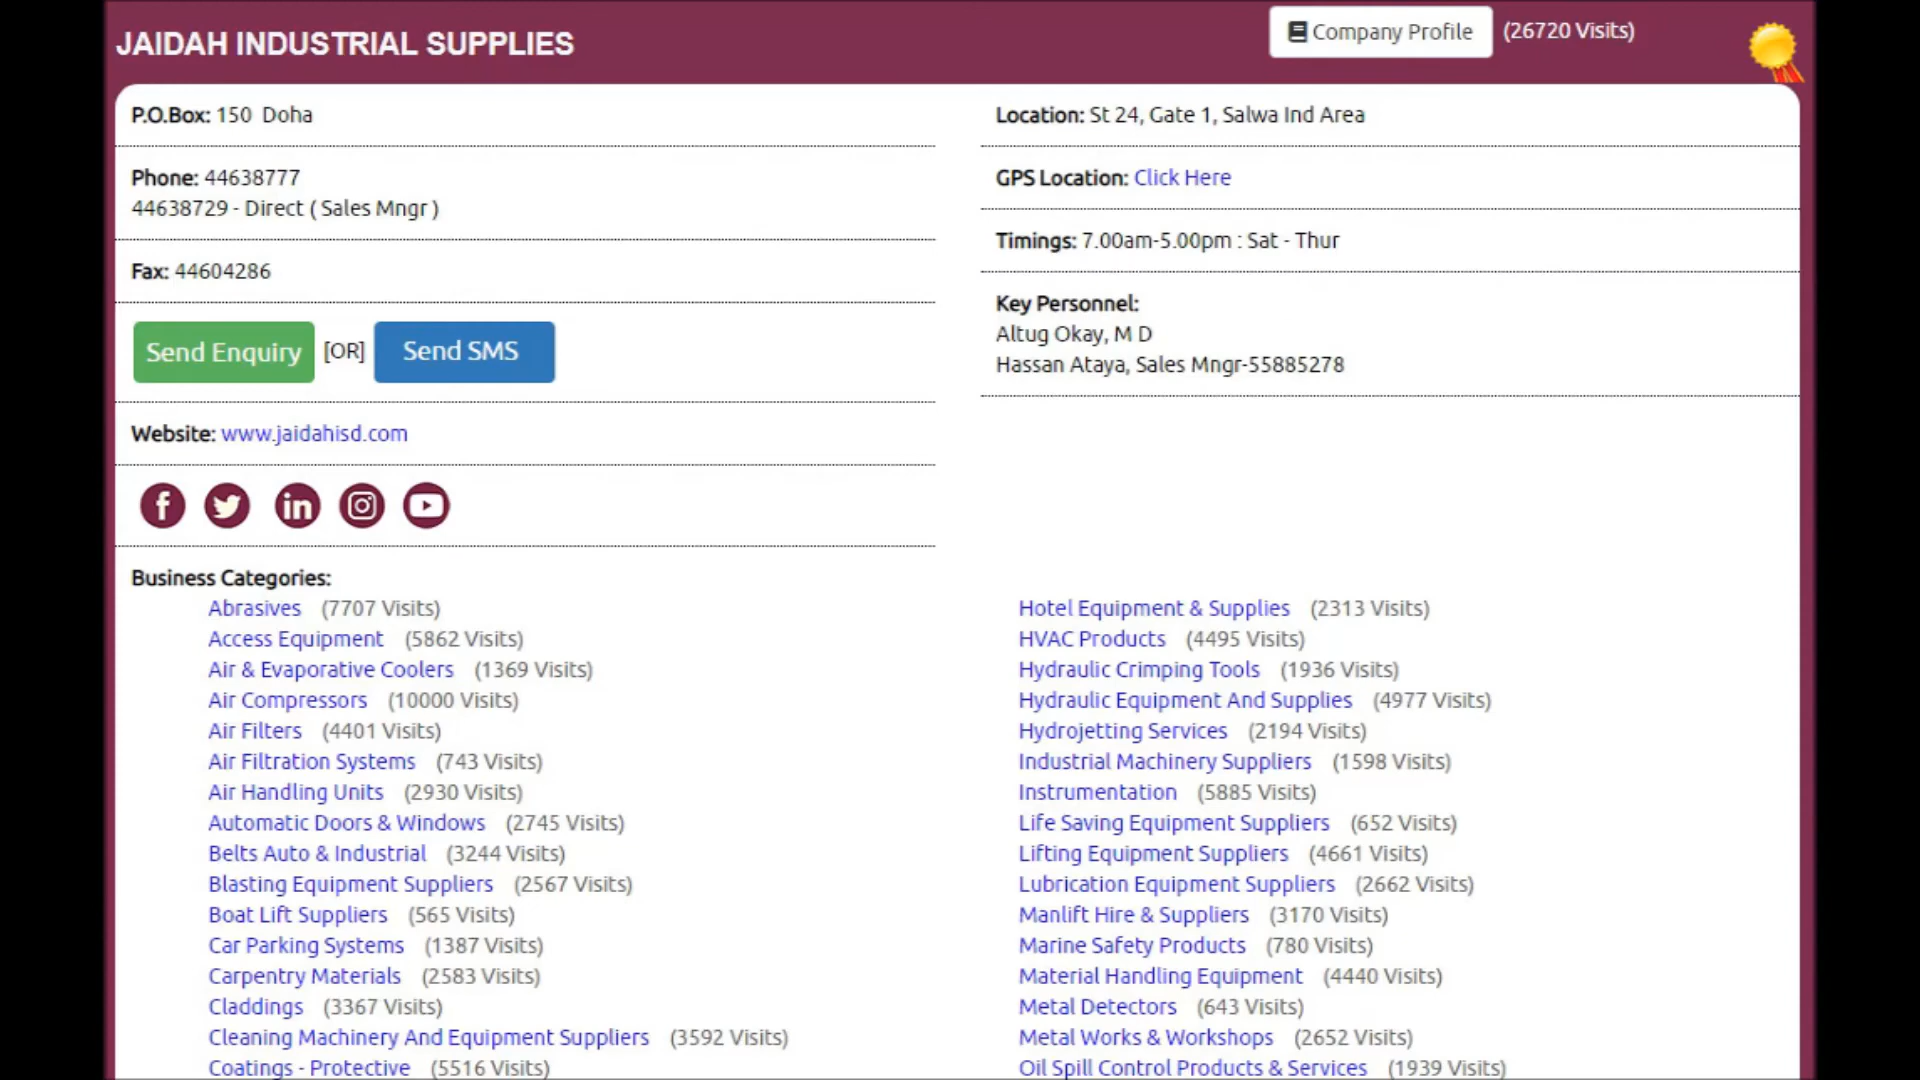 JAIDAH INDUSTRIAL SUPPLIES
Company Profile (26720 Visits)
P.O.Box: 150 Doha
Phone: 44638777
44638729 - Direct ( Sales Mngr )
Fax: 44604286
Send Enquiry [OR] Send SMS
Website: www.jaidahisd.com
Location: St 24, Gate 1, Salwa Ind Area
GPS Location: Click Here
Timings: 7.00am-5.00pm : Sat - Thur
Key Personnel:
Altug Okay, M D
Hassan Ataya, Sales Mngr-55885278
Business Categories:
Abrasives (7707 Visits)
Access Equipment (5862 Visits)
Air & Evaporative Coolers (1369 Visits)
Air Compressors (10000 Visits)
Air Filters (4401 Visits)
Air Filtration Systems (743 Visits)
Air Handling Units (2930 Visits)
Automatic Doors & Windows (2745 Visits)
Belts Auto & Industrial (3244 Visits)
Blasting Equipment Suppliers (2567 Visits)
Boat Lift Suppliers (565 Visits)
Car Parking Systems (1387 Visits)
Carpentry Materials (2583 Visits)
Claddings (3367 Visits)
Cleaning Machinery And Equipment Suppliers (3592 Visits)
Coatings - Protective (5516 Visits)
Hotel Equipment & Supplies (2313 Visits)
HVAC Products (4495 Visits)
Hydraulic Crimping Tools (1936 Visits)
Hydraulic Equipment And Supplies (4977 Visits)
Hydrojetting Services (2194 Visits)
Industrial Machinery Suppliers (1598 Visits)
Instrumentation (5885 Visits)
Life Saving Equipment Suppliers (652 Visits)
Lifting Equipment Suppliers (4661 Visits)
Lubrication Equipment Suppliers (2662 Visits)
Manlift Hire & Suppliers (3170 Visits)
Marine Safety Products (780 Visits)
Material Handling Equipment (4440 Visits)
Metal Detectors (643 Visits)
Metal Works & Workshops (2652 Visits)
Oil Spill Control Products & Services (1939 Visits)